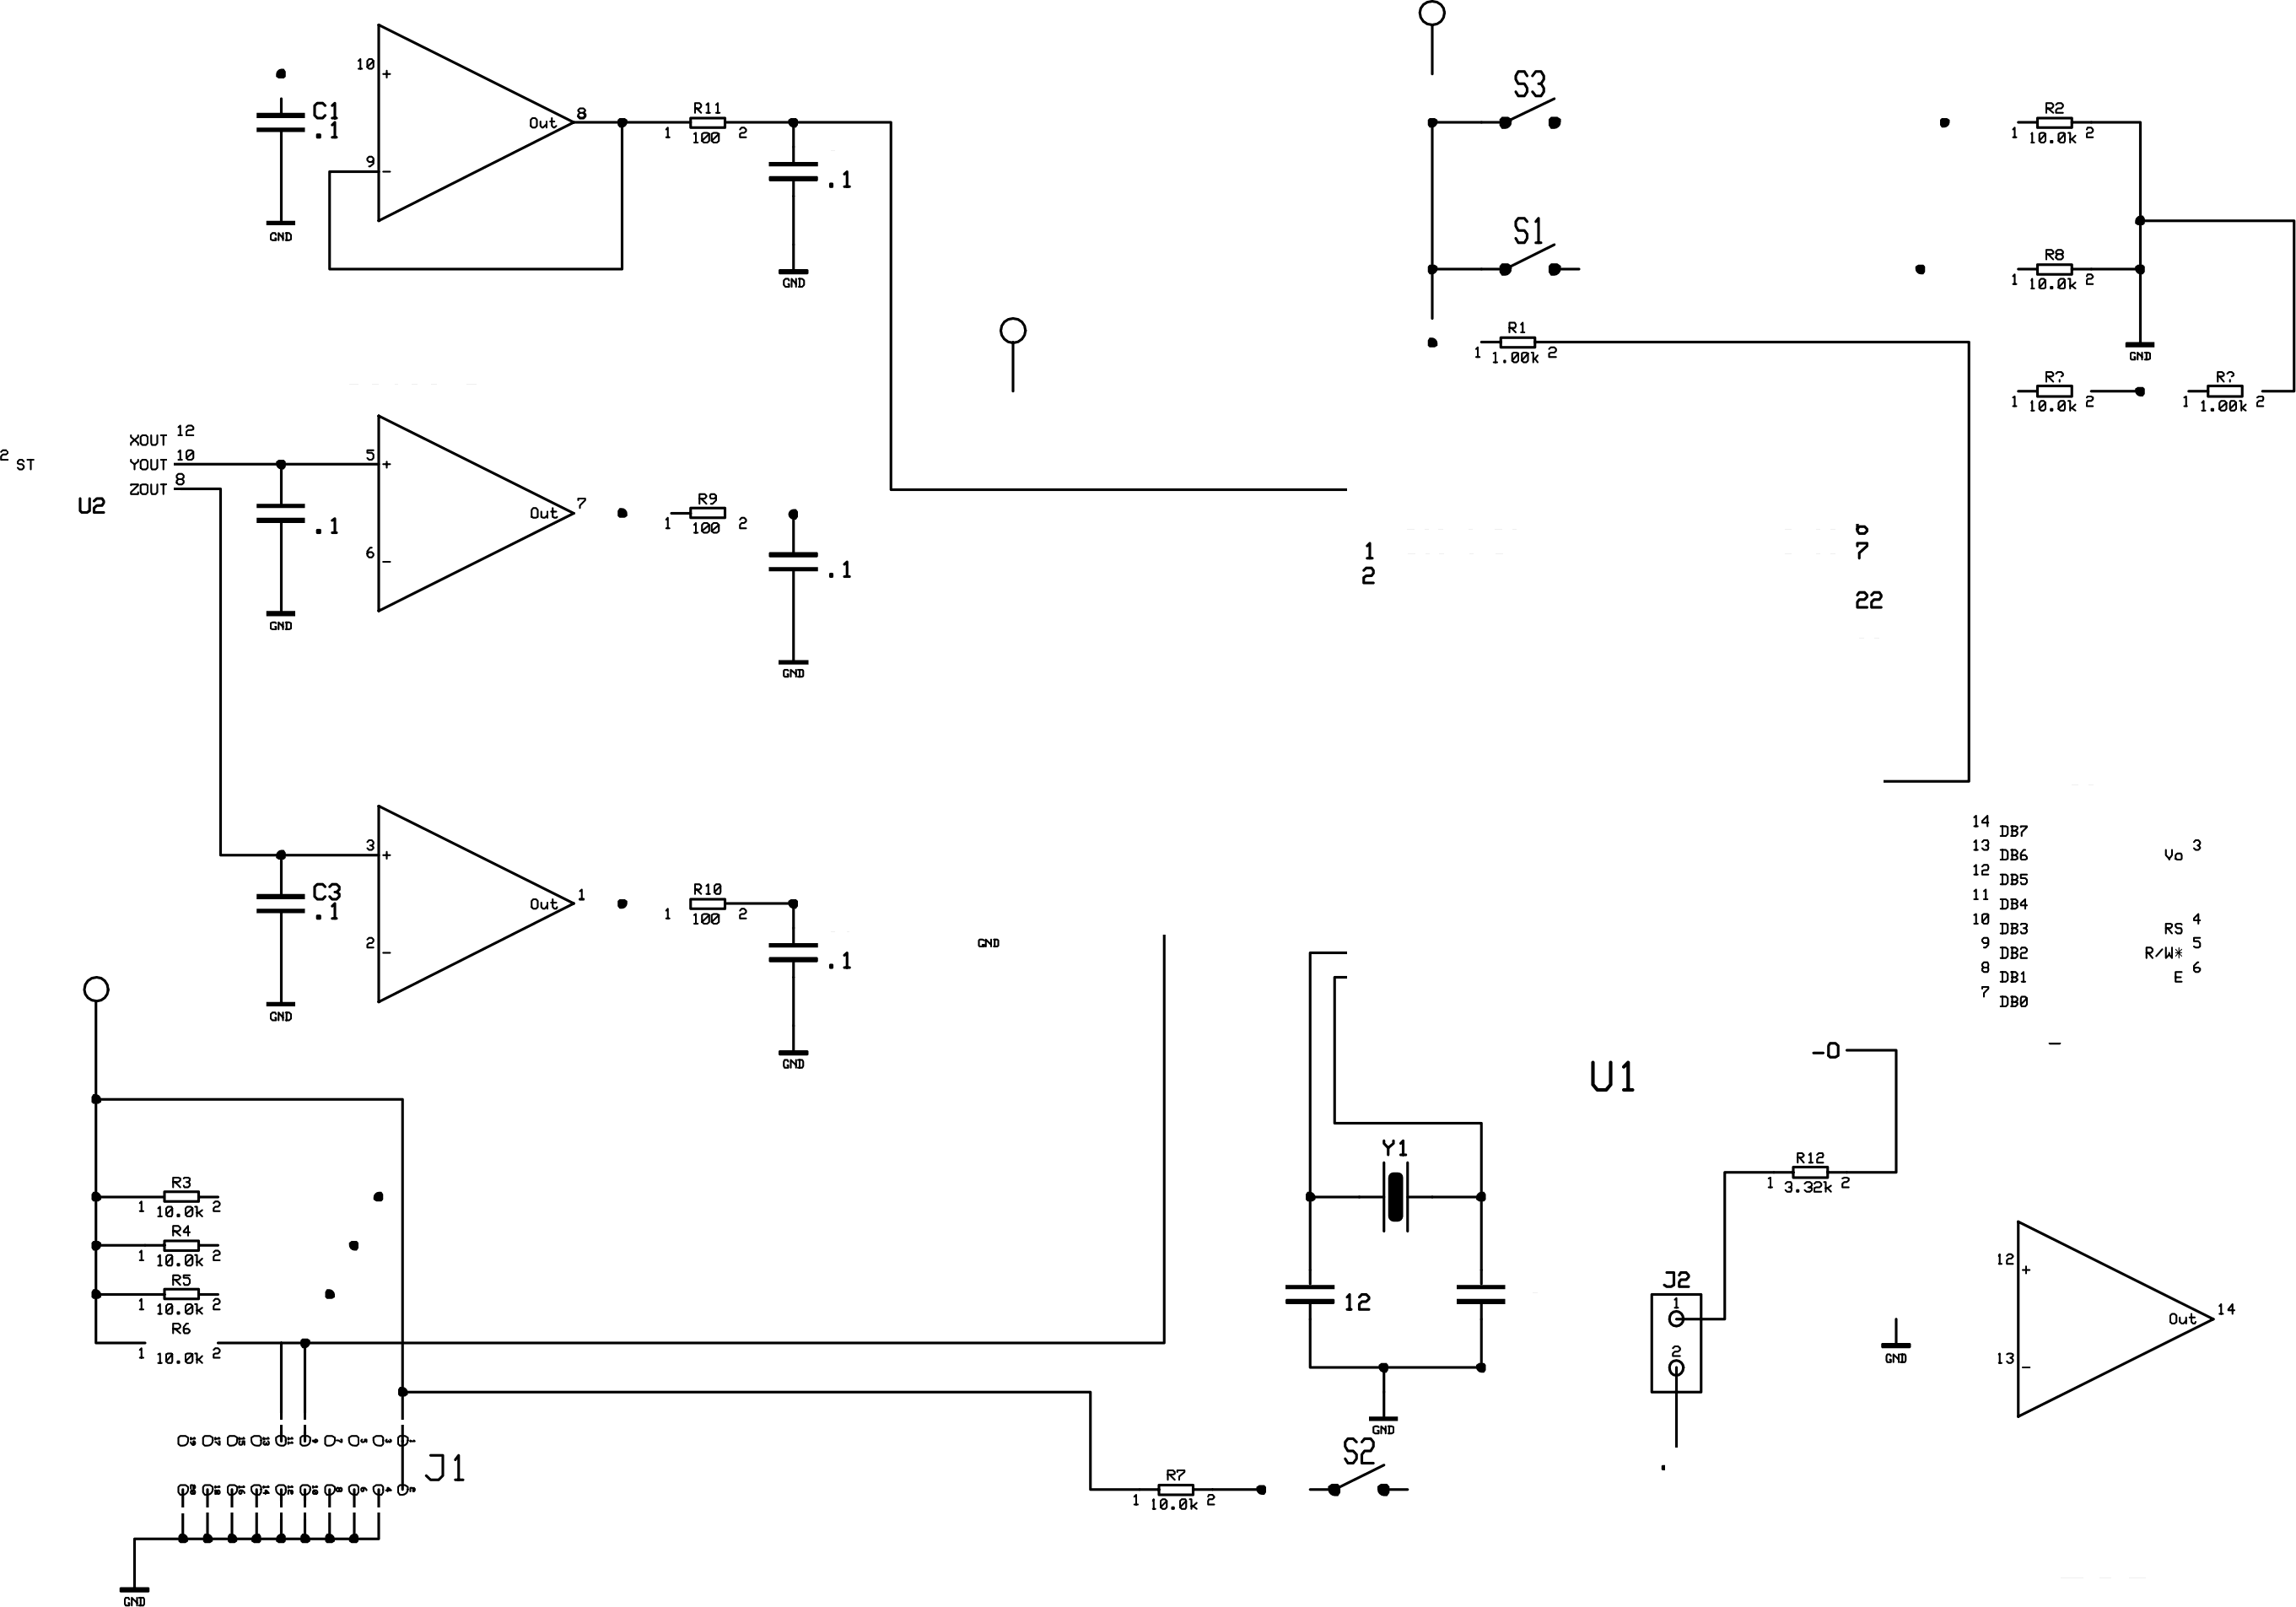 10
+
C1
.1
9
-
Out
8
R11
1 100 2
.1
GND
GND
S3
S1
R1
1 1.00k 2
R2
1 10.0k 2
R8
1 10.0k 2
GND
R?
1 10.0k 2
R?
1 1.00k 2
2 ST
XOUT 12
YOUT 10
ZOUT 8
U2
5
+
.1
6
-
Out
7
R9
1 100 2
.1
GND
GND
1
2
6
7
22
3
+
C3
.1
2
-
Out
1
R10
1 100 2
.1
GND
GND
GND
14 DB7
13 DB6
12 DB5
11 DB4
10 DB3
9 DB2
8 DB1
7 DB0
Vo 3
RS 4
R/W* 5
E 6
-O
U1
Y1
12
GND
R12
1 3.32k 2
J2
1
2
GND
12
+
13
-
Out
14
R3
1 10.0k 2
R4
1 10.0k 2
R5
1 10.0k 2
R6
1 10.0k 2
J1
S2
R7
1 10.0k 2
GND